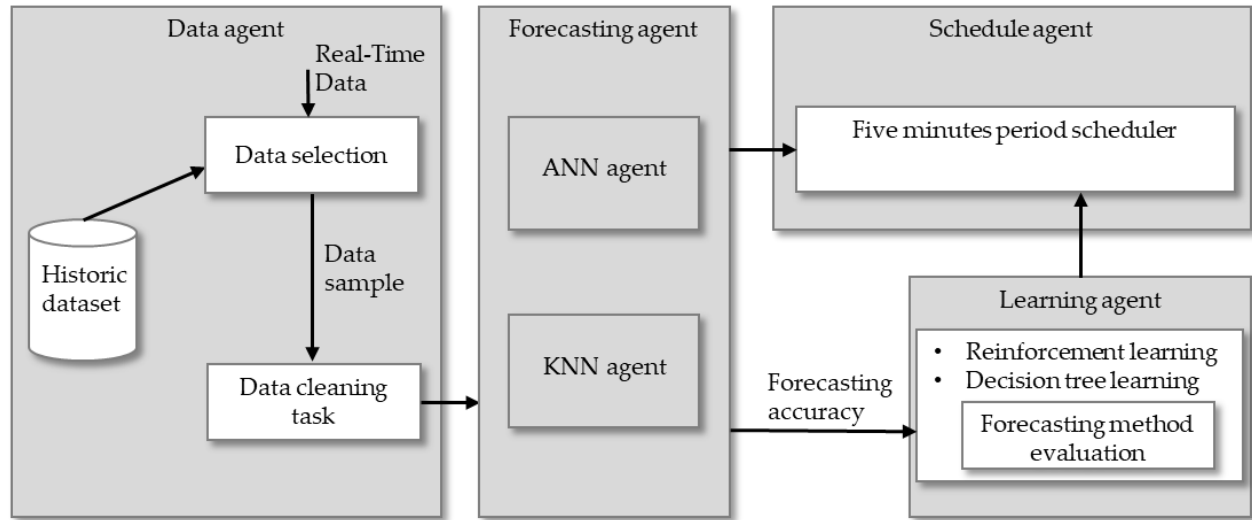 Data agent
Real-Time
Data
Data selection
Historic
dataset
Data
sample
Data cleaning
task
Forecasting agent
ANN agent
KNN agent
Schedule agent
Five minutes period scheduler
Forecasting
accuracy
Learning agent
• Reinforcement learning
• Decision tree learning
Forecasting method
evaluation